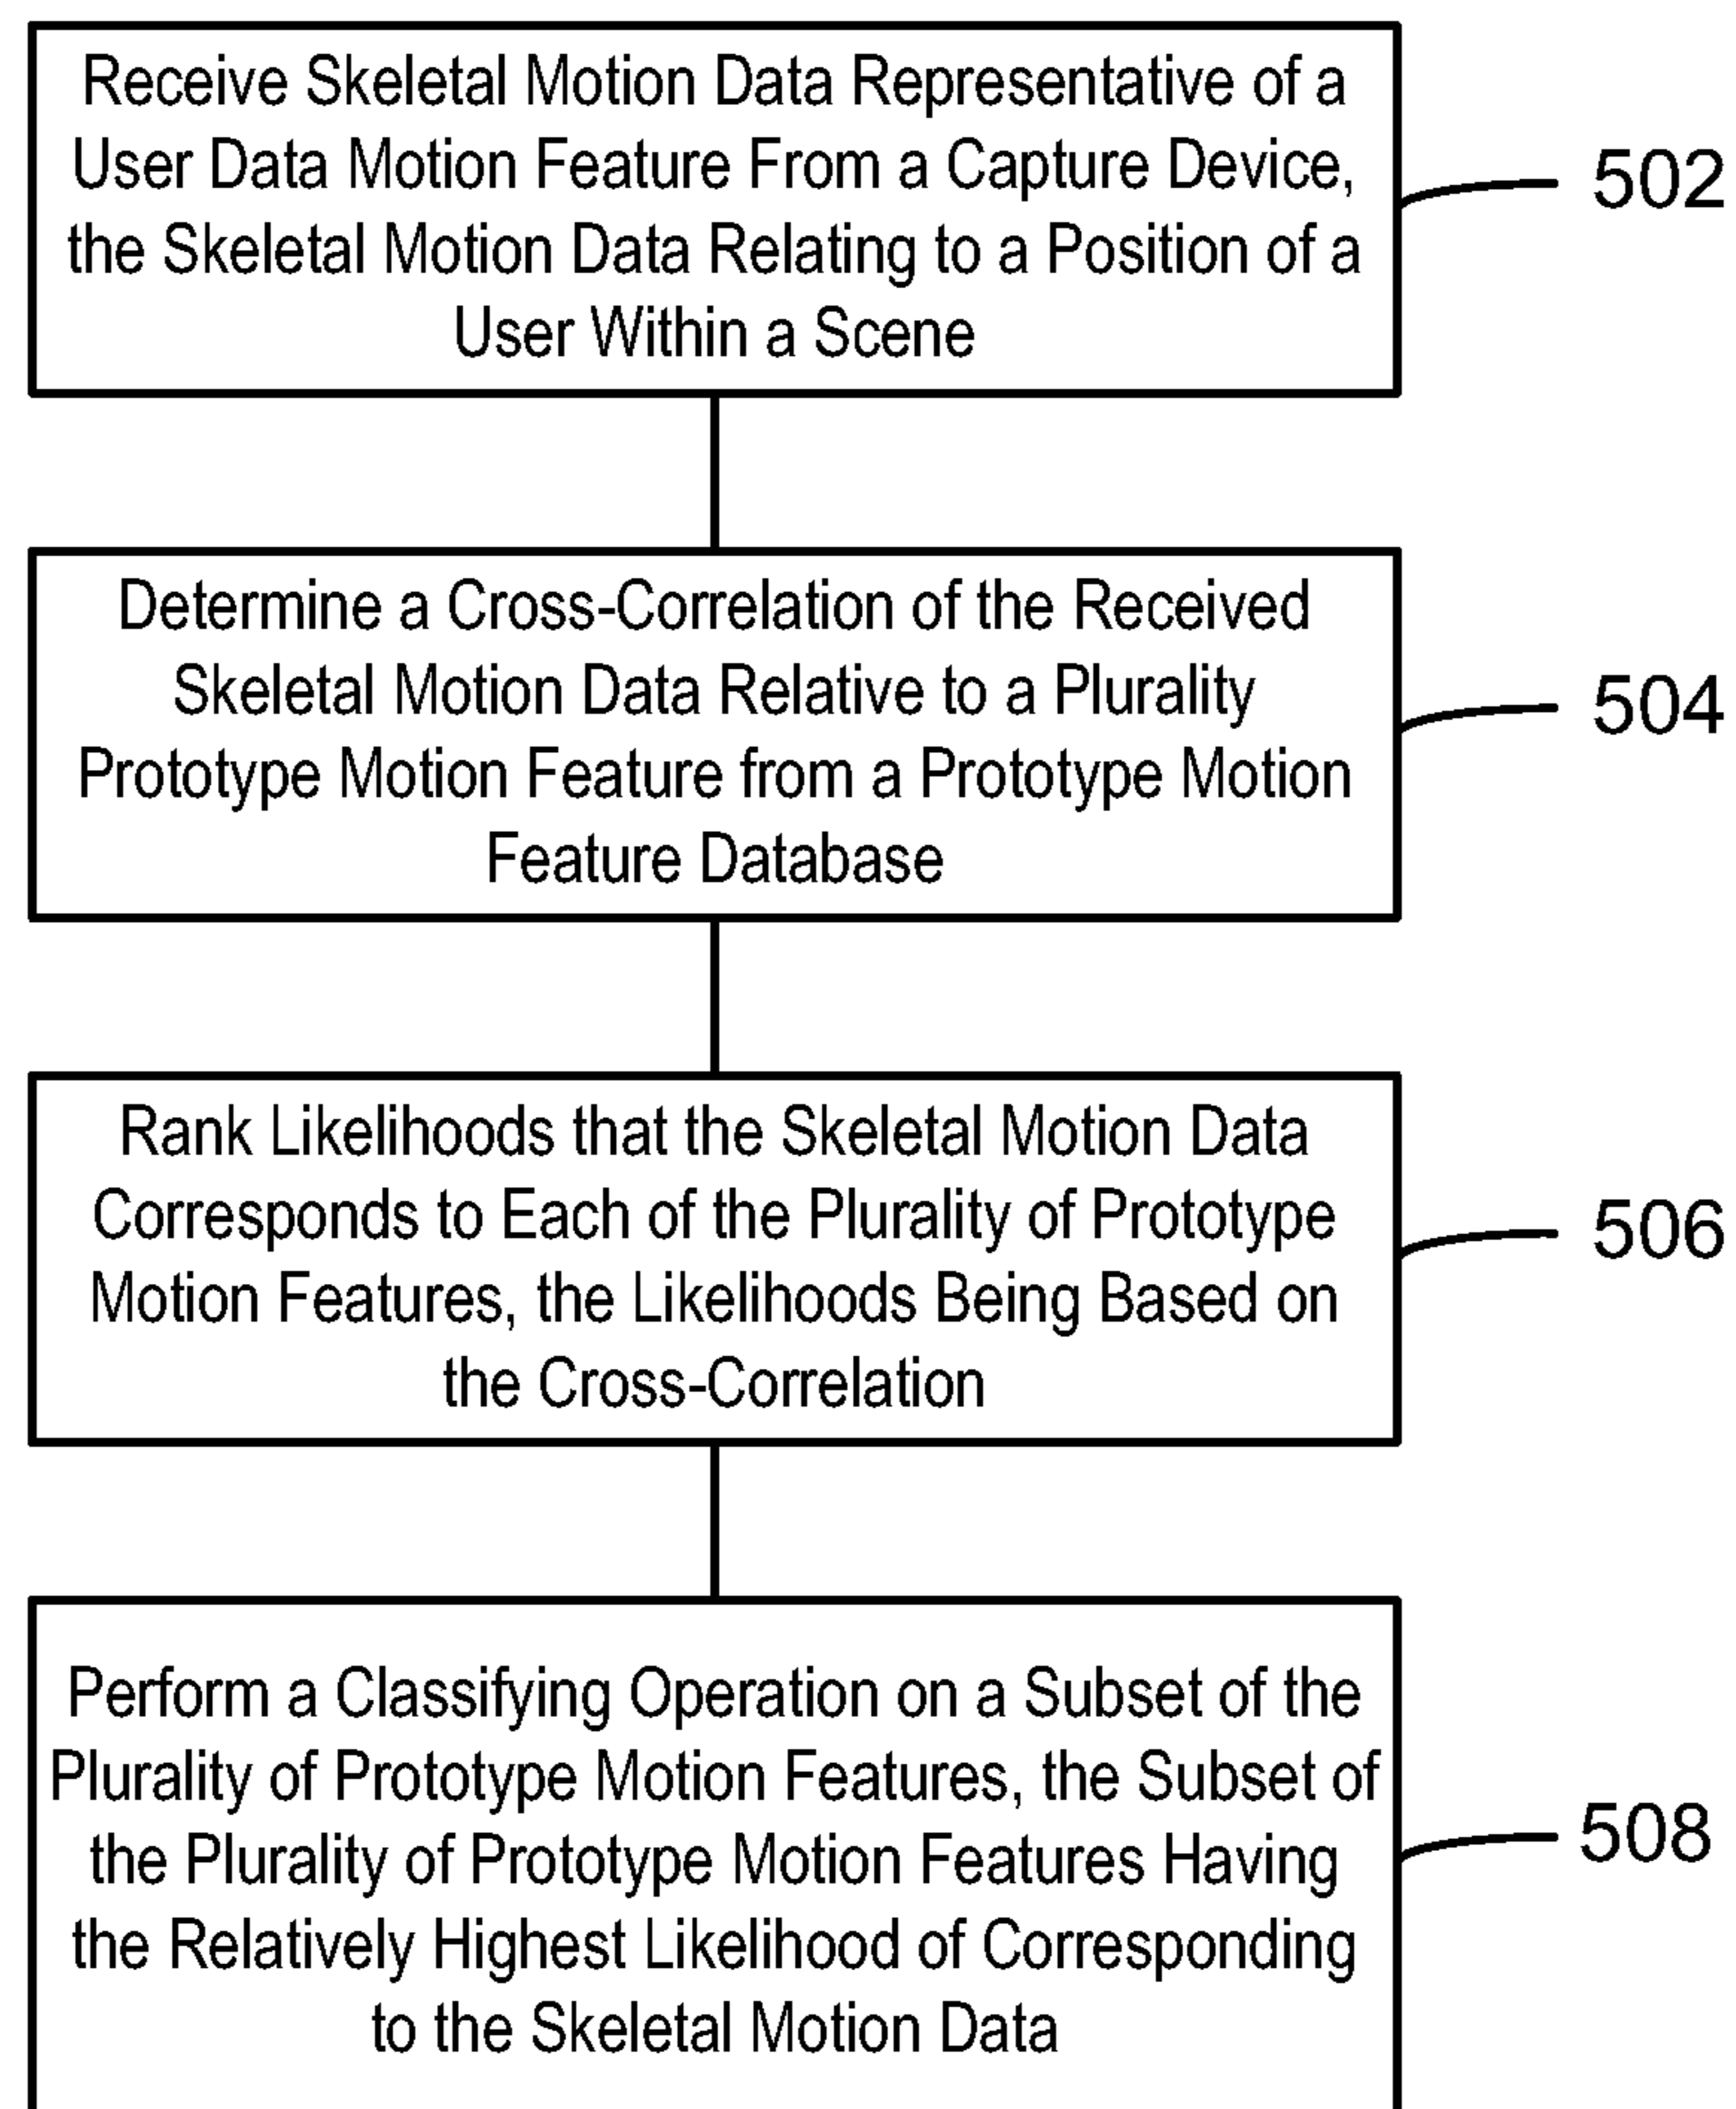 Receive Skeletal Motion Data Representative of a
User Data Motion Feature From a Capture Device,
the Skeletal Motion Data Relating to a Position of a
User Within a Scene
502
Determine a Cross-Correlation of the Received
Skeletal Motion Data Relative to a Plurality
Prototype Motion Feature from a Prototype Motion
Feature Database
504
Rank Likelihoods that the Skeletal Motion Data
Corresponds to Each of the Plurality of Prototype
Motion Features, the Likelihoods Being Based on
the Cross-Correlation
506
Perform a Classifying Operation on a Subset of the
Plurality of Prototype Motion Features, the Subset of
the Plurality of Prototype Motion Features Having
the Relatively Highest Likelihood of Corresponding
to the Skeletal Motion Data
508